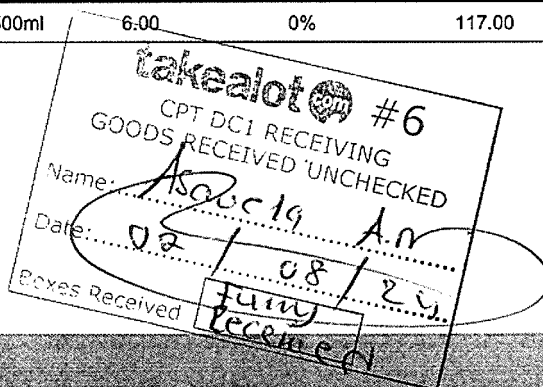 500ml 6.00 0% 117.00
takealot.com #6
CPT DC1 RECEIVING
GOODS RECEIVED UNCHECKED
Name: A.n
Date: 02 / 08 / 24
Boxes Received Fully
Received